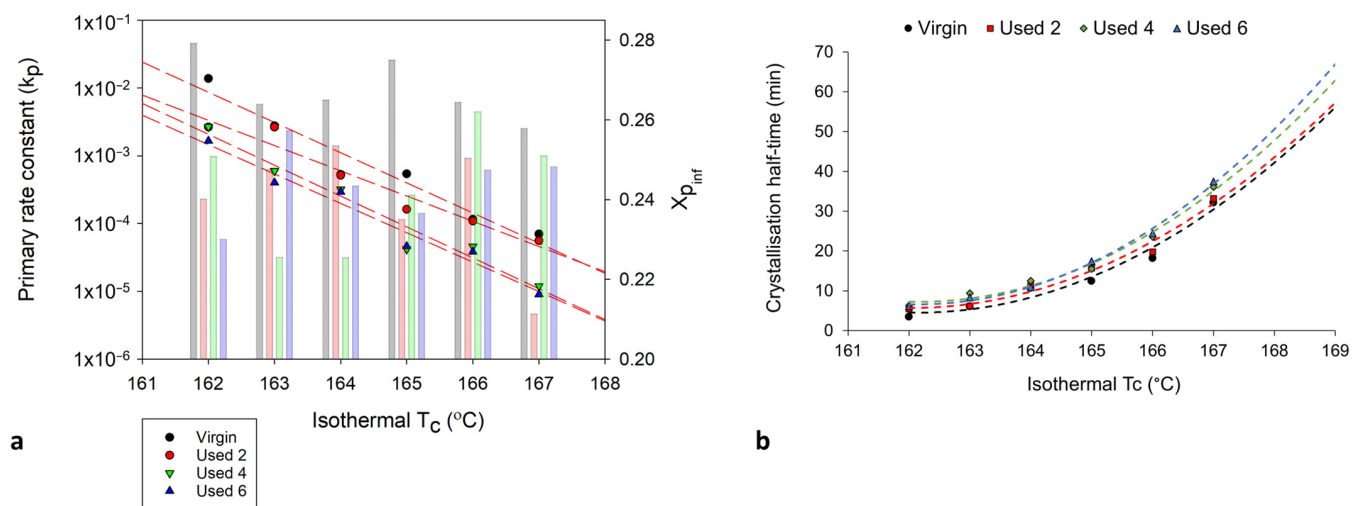 1x10⁻¹
1x10⁻²
1x10⁻³
1x10⁻⁴
1x10⁻⁵
1x10⁻⁶
Primary rate constant (kₚ)
0.28
0.26
0.24
0.22
0.20
Xp_inf
161 162 163 164 165 166 167 168
Isothermal T_C (°C)
Virgin
Used 2
Used 4
Used 6
a
Virgin Used 2 Used 4 Used 6
70
60
50
40
30
20
10
0
Crystallisation half-time (min)
161 162 163 164 165 166 167 168 169
Isothermal Tc (°C)
b